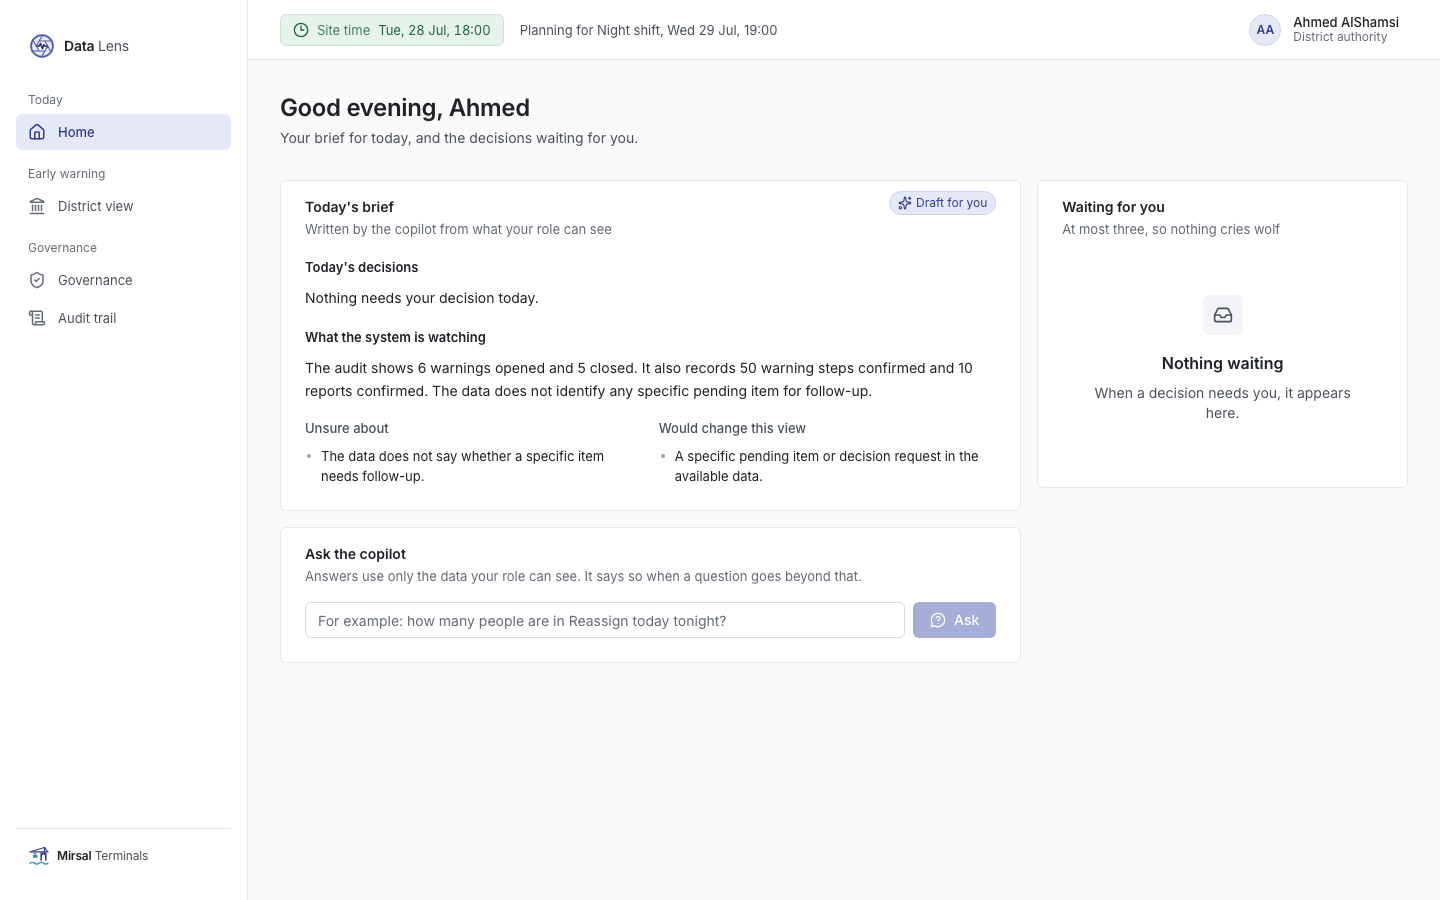 Data Lens
Today
Home
Early warning
District view
Governance
Governance
Audit trail
Mirsal Terminals
Site time Tue, 28 Jul, 18:00
Planning for Night shift, Wed 29 Jul, 19:00
AA
Ahmed AlShamsi
District authority
Good evening, Ahmed
Your brief for today, and the decisions waiting for you.
Today's brief
Draft for you
Written by the copilot from what your role can see
Today's decisions
Nothing needs your decision today.
What the system is watching
The audit shows 6 warnings opened and 5 closed. It also records 50 warning steps confirmed and 10
reports confirmed. The data does not identify any specific pending item for follow-up.
Unsure about
The data does not say whether a specific item
needs follow-up.
Would change this view
A specific pending item or decision request in the
available data.
Waiting for you
At most three, so nothing cries wolf
Nothing waiting
When a decision needs you, it appears
here.
Ask the copilot
Answers use only the data your role can see. It says so when a question goes beyond that.
For example: how many people are in Reassign today tonight?
Ask